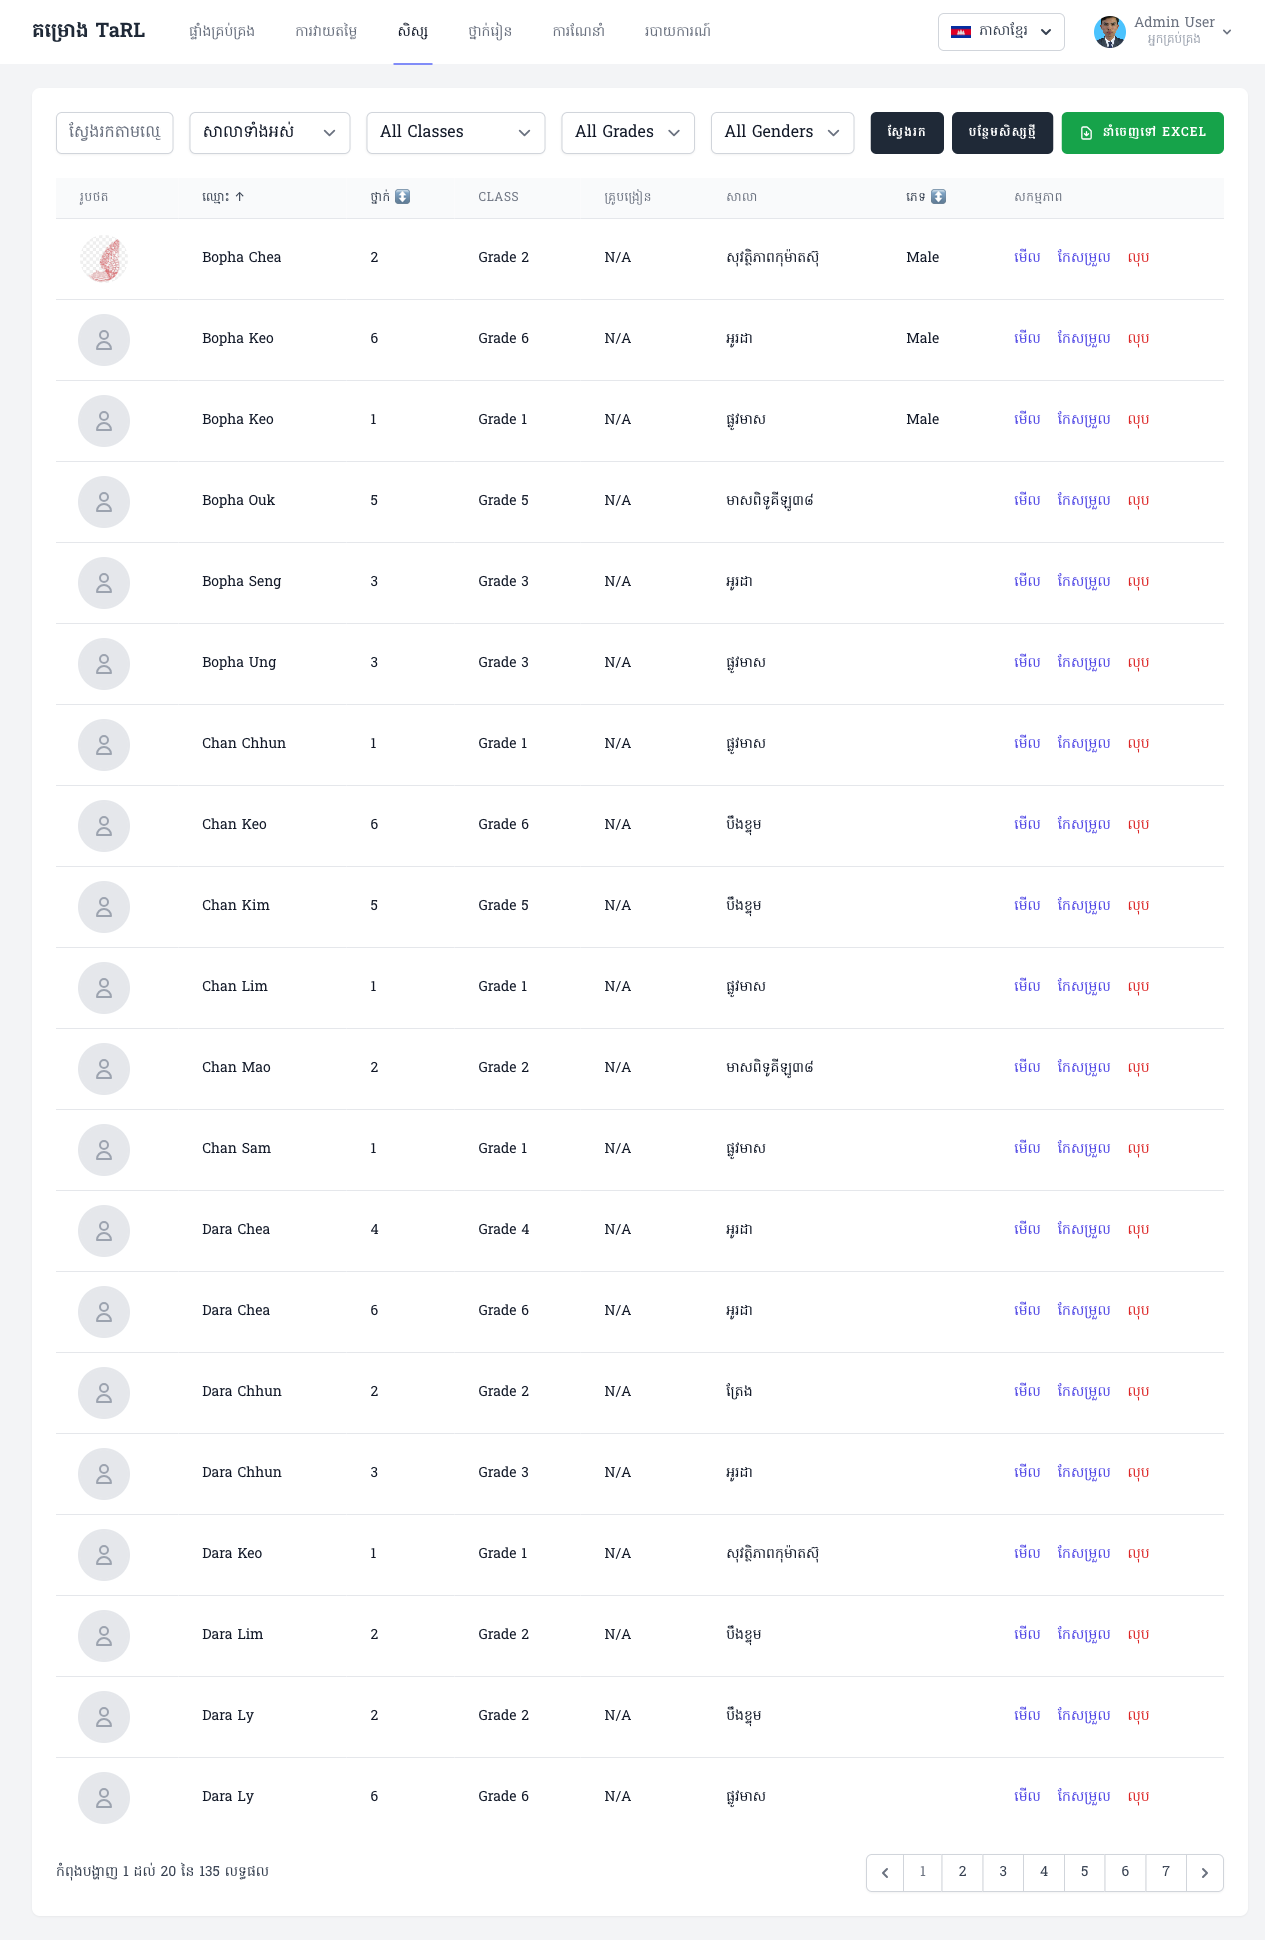 គម្រោង TaRL ផ្ទាំងគ្រប់គ្រង ការវាយតម្លៃ សិស្ស ថ្នាក់រៀន ការណែនាំ របាយការណ៍ ភាសាខ្មែរ Admin User
អ្នកគ្រប់គ្រង
ស្វែងរកតាមឈ្មោះ សាលាទាំងអស់ All Classes All Grades All Genders ស្វែងរក បន្ថែមសិស្សថ្មី នាំចេញទៅ EXCEL
រូបថត ឈ្មោះ ↑ ថ្នាក់ ↕ CLASS គ្រូបង្រៀន សាលា ភេទ ↕ សកម្មភាព
Bopha Chea 2 Grade 2 N/A សុវត្ថិភាពកុម៉ាតស៊ុ Male មើល កែសម្រួល លុប
Bopha Keo 6 Grade 6 N/A អូរដា Male មើល កែសម្រួល លុប
Bopha Keo 1 Grade 1 N/A ផ្លូវមាស Male មើល កែសម្រួល លុប
Bopha Ouk 5 Grade 5 N/A មាសពិទូគីឡូ៣៨ មើល កែសម្រួល លុប
Bopha Seng 3 Grade 3 N/A អូរដា មើល កែសម្រួល លុប
Bopha Ung 3 Grade 3 N/A ផ្លូវមាស មើល កែសម្រួល លុប
Chan Chhun 1 Grade 1 N/A ផ្លូវមាស មើល កែសម្រួល លុប
Chan Keo 6 Grade 6 N/A បឹងខ្ទុម មើល កែសម្រួល លុប
Chan Kim 5 Grade 5 N/A បឹងខ្ទុម មើល កែសម្រួល លុប
Chan Lim 1 Grade 1 N/A ផ្លូវមាស មើល កែសម្រួល លុប
Chan Mao 2 Grade 2 N/A មាសពិទូគីឡូ៣៨ មើល កែសម្រួល លុប
Chan Sam 1 Grade 1 N/A ផ្លូវមាស មើល កែសម្រួល លុប
Dara Chea 4 Grade 4 N/A អូរដា មើល កែសម្រួល លុប
Dara Chea 6 Grade 6 N/A អូរដា មើល កែសម្រួល លុប
Dara Chhun 2 Grade 2 N/A ត្រែង មើល កែសម្រួល លុប
Dara Chhun 3 Grade 3 N/A អូរដា មើល កែសម្រួល លុប
Dara Keo 1 Grade 1 N/A សុវត្ថិភាពកុម៉ាតស៊ុ មើល កែសម្រួល លុប
Dara Lim 2 Grade 2 N/A បឹងខ្ទុម មើល កែសម្រួល លុប
Dara Ly 2 Grade 2 N/A បឹងខ្ទុម មើល កែសម្រួល លុប
Dara Ly 6 Grade 6 N/A ផ្លូវមាស មើល កែសម្រួល លុប
កំពុងបង្ហាញ 1 ដល់ 20 នៃ 135 លទ្ធផល 1 2 3 4 5 6 7